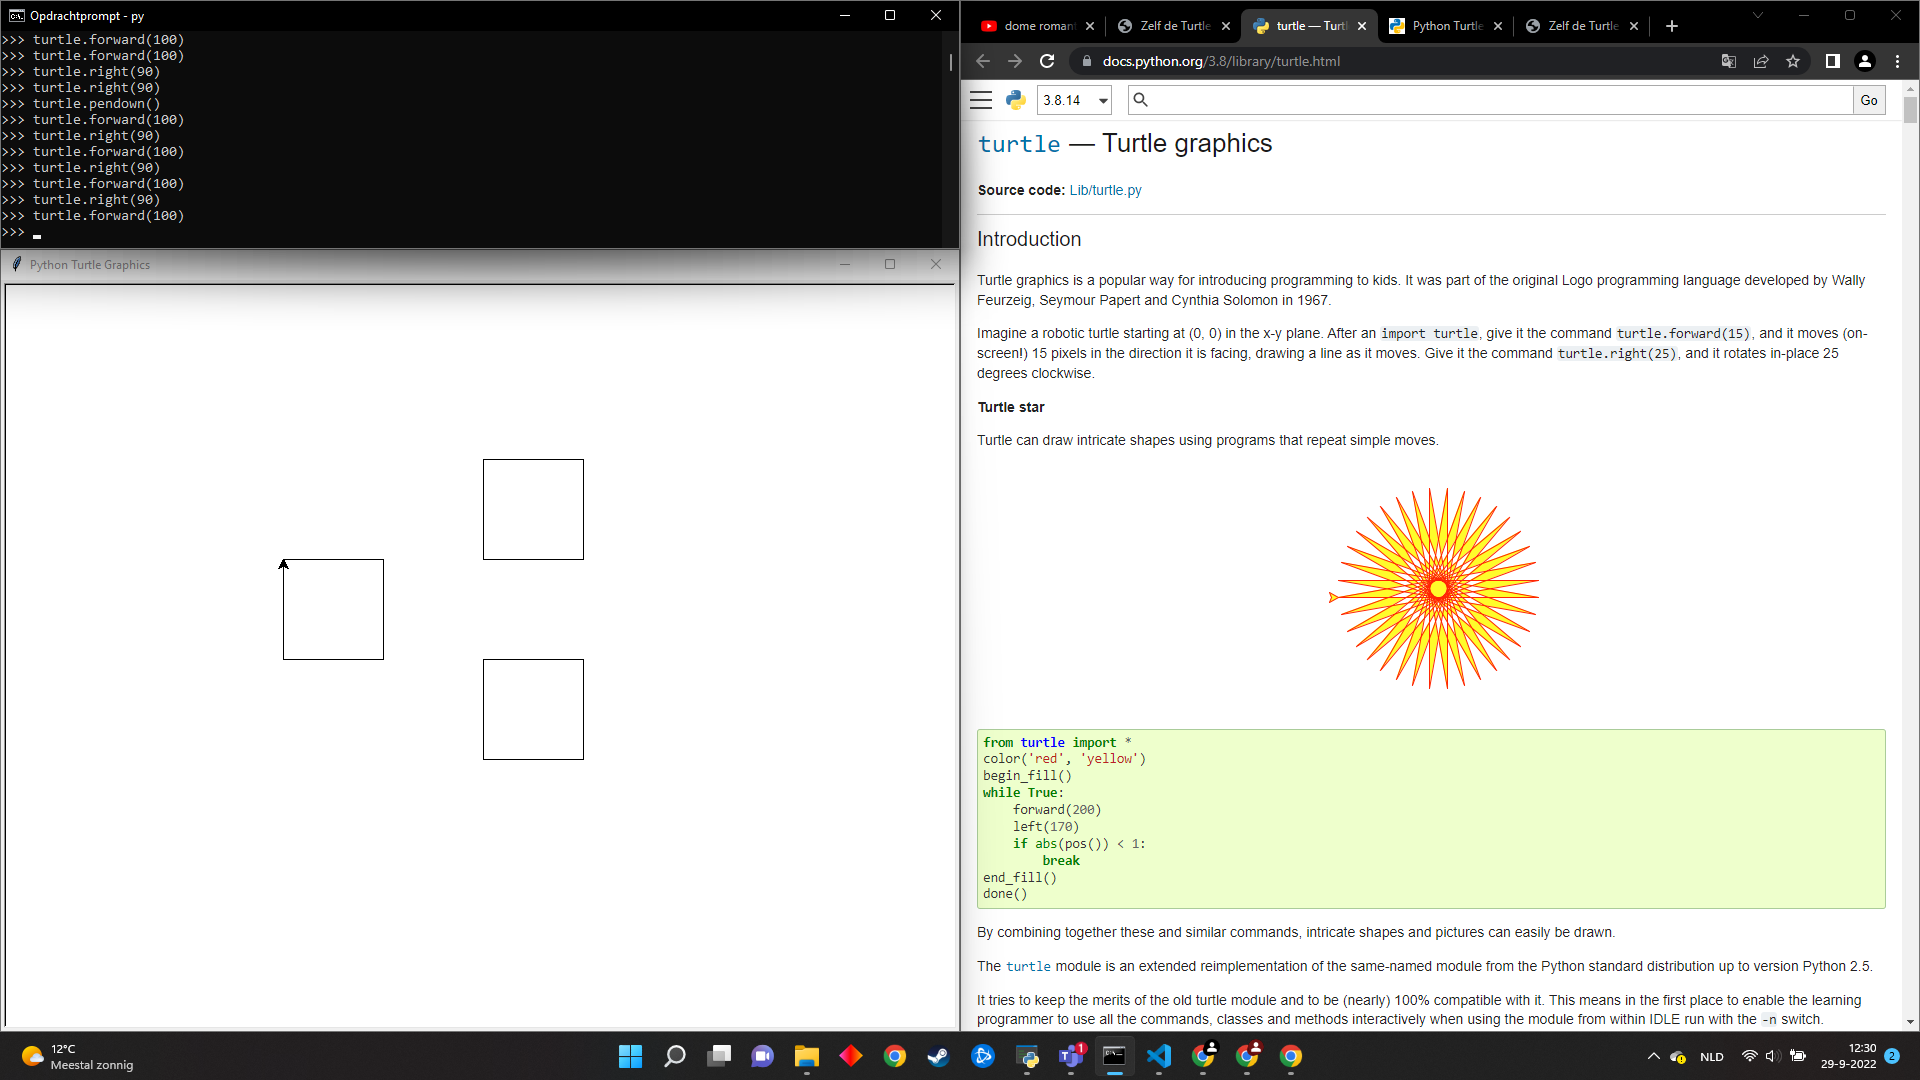 Opdrachtprompt - py
>>> turtle.forward(100)
>>> turtle.forward(100)
>>> turtle.right(90)
>>> turtle.right(90)
>>> turtle.pendown()
>>> turtle.forward(100)
>>> turtle.right(90)
>>> turtle.forward(100)
>>> turtle.right(90)
>>> turtle.forward(100)
>>> turtle.right(90)
>>> turtle.forward(100)
>>>
Python Turtle Graphics
dome roman
Zelf de Turtle
turtle — Turt
Python Turtle
Zelf de Turtle
docs.python.org/3.8/library/turtle.html
3.8.14
Go
turtle — Turtle graphics
Source code: Lib/turtle.py
Introduction
Turtle graphics is a popular way for introducing programming to kids. It was part of the original Logo programming language developed by Wally
Feurzeig, Seymour Papert and Cynthia Solomon in 1967.
Imagine a robotic turtle starting at (0, 0) in the x-y plane. After an import turtle, give it the command turtle.forward(15), and it moves (on-
screen!) 15 pixels in the direction it is facing, drawing a line as it moves. Give it the command turtle.right(25), and it rotates in-place 25
degrees clockwise.
Turtle star
Turtle can draw intricate shapes using programs that repeat simple moves.
from turtle import *
color('red', 'yellow')
begin_fill()
while True:
    forward(200)
    left(170)
    if abs(pos()) < 1:
        break
end_fill()
done()
By combining together these and similar commands, intricate shapes and pictures can easily be drawn.
The turtle module is an extended reimplementation of the same-named module from the Python standard distribution up to version Python 2.5.
It tries to keep the merits of the old turtle module and to be (nearly) 100% compatible with it. This means in the first place to enable the learning
programmer to use all the commands, classes and methods interactively when using the module from within IDLE run with the -n switch.
12°C
Meestal zonnig
1
NLD
12:30
29-9-2022
2